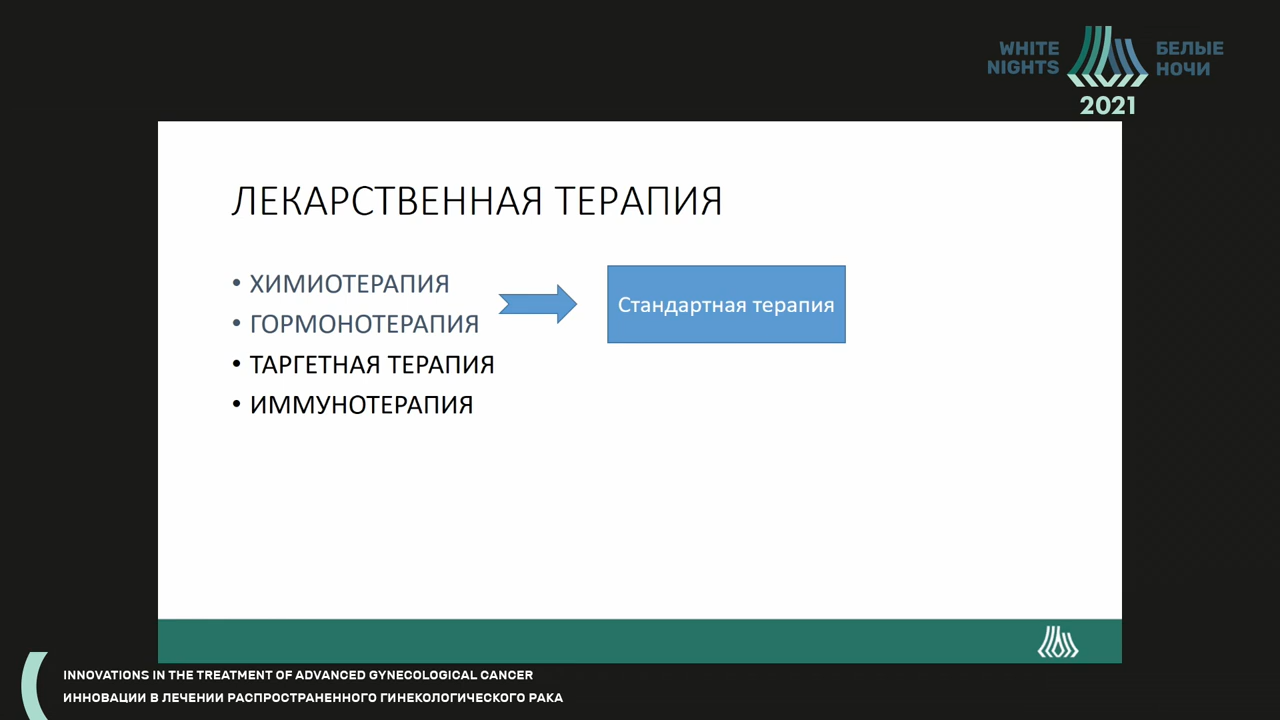 WHITE
NIGHTS
БЕЛЫЕ
НОЧИ
2021
ЛЕКАРСТВЕННАЯ ТЕРАПИЯ
• ХИМИОТЕРАПИЯ
• ГОРМОНОТЕРАПИЯ
• ТАРГЕТНАЯ ТЕРАПИЯ
• ИММУНОТЕРАПИЯ
Стандартная терапия
INNOVATIONS IN THE TREATMENT OF ADVANCED GYNECOLOGICAL CANCER
ИННОВАЦИИ В ЛЕЧЕНИИ РАСПРОСТРАНЕННОГО ГИНЕКОЛОГИЧЕСКОГО РАКА